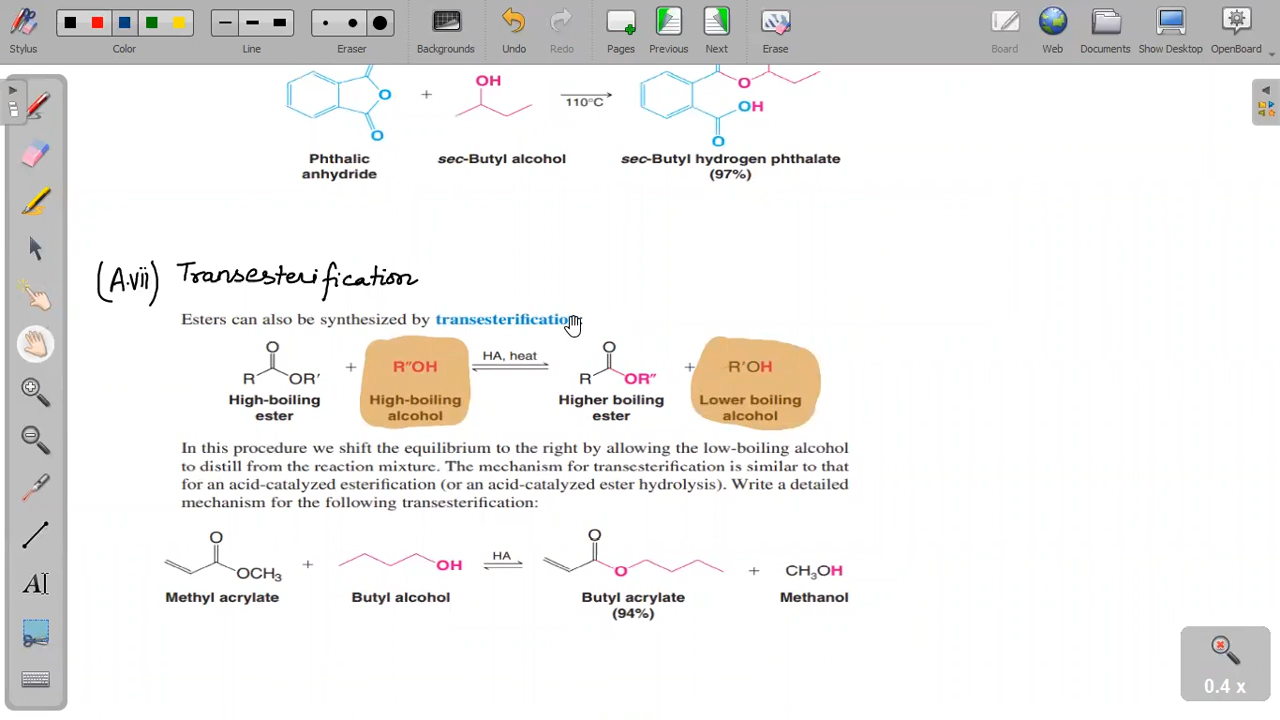 Stylus Color Line Eraser Backgrounds Undo Redo Pages Previous Next Erase Board Web Documents Show Desktop OpenBoard
O + OH 110°C O OH
O O
Phthalic anhydride sec-Butyl alcohol sec-Butyl hydrogen phthalate
(97%)
(A.vii) Transesterification
Esters can also be synthesized by transesterification
O O
R OR′ + R″OH HA, heat R OR″ + R′OH
High-boiling High-boiling Higher boiling Lower boiling
ester alcohol ester alcohol
In this procedure we shift the equilibrium to the right by allowing the low-boiling alcohol
to distill from the reaction mixture. The mechanism for transesterification is similar to that
for an acid-catalyzed esterification (or an acid-catalyzed ester hydrolysis). Write a detailed
mechanism for the following transesterification:
O O
OCH₃ + OH HA O + CH₃OH
Methyl acrylate Butyl alcohol Butyl acrylate Methanol
(94%)
AI
0.4 x